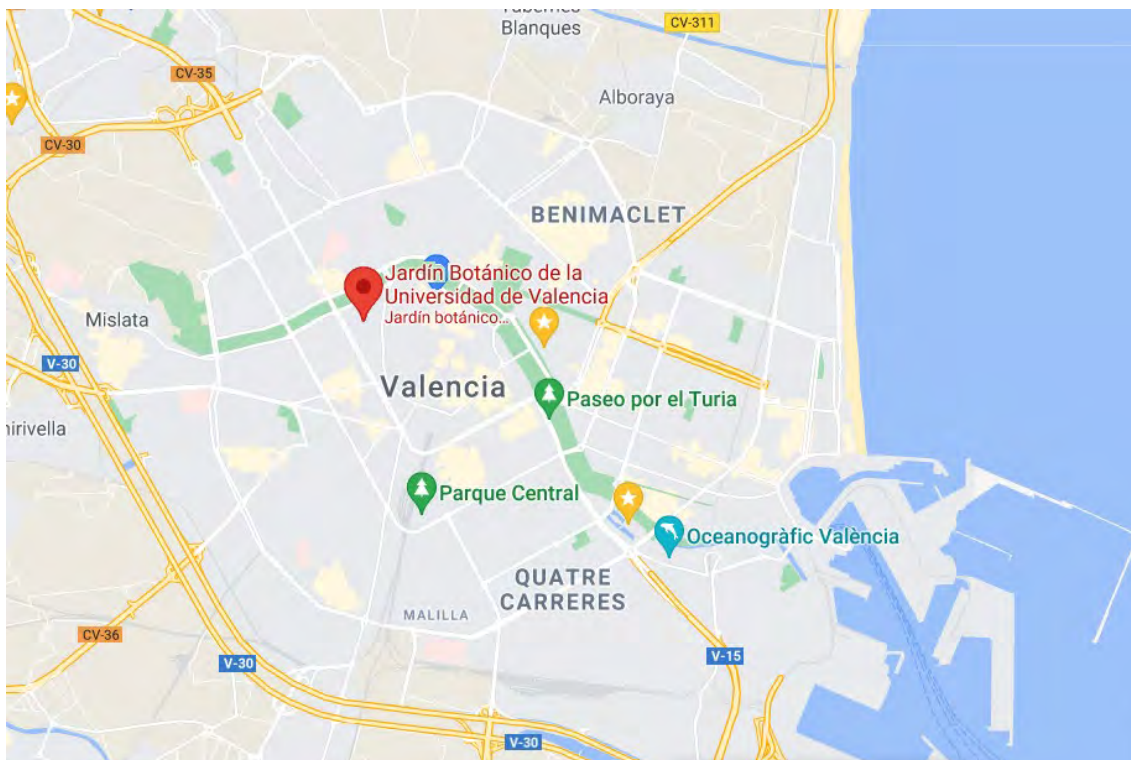 Blanques
CV-311
CV-35
Alboraya
CV-30
BENIMACLET
Jardín Botánico de la
Universidad de Valencia
Jardín botánico...
Mislata
V-30
Valencia
Paseo por el Turia
hirivella
Parque Central
Oceanogràfic València
QUATRE
CARRERES
MALILLA
CV-36
V-30
V-15
V-30